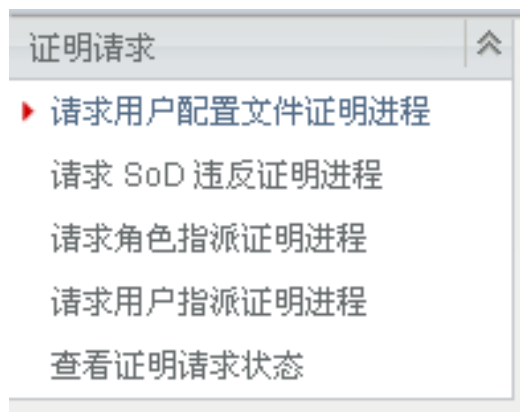 证明请求
请求用户配置文件证明进程
请求 SoD 违反证明进程
请求角色指派证明进程
请求用户指派证明进程
查看证明请求状态